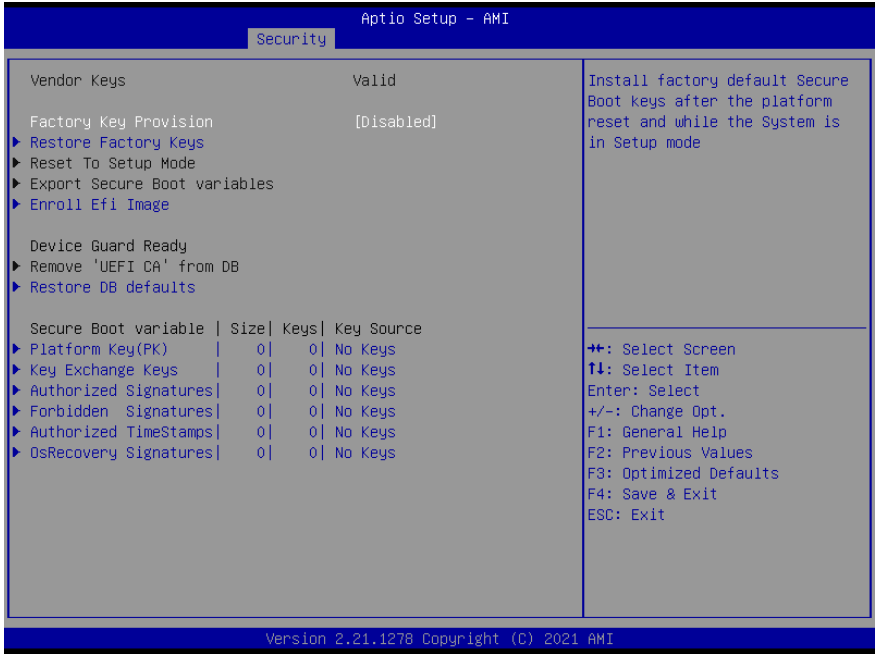 Aptio Setup – AMI
Security
Vendor Keys Valid
Factory Key Provision [Disabled]
Restore Factory Keys
Reset To Setup Mode
Export Secure Boot variables
Enroll Efi Image
Device Guard Ready
Remove 'UEFI CA' from DB
Restore DB defaults
Secure Boot variable | Size| Keys| Key Source
Platform Key(PK) | 0| 0| No Keys
Key Exchange Keys | 0| 0| No Keys
Authorized Signatures| 0| 0| No Keys
Forbidden Signatures| 0| 0| No Keys
Authorized TimeStamps| 0| 0| No Keys
OsRecovery Signatures| 0| 0| No Keys
Install factory default Secure
Boot keys after the platform
reset and while the System is
in Setup mode
→←: Select Screen
↑↓: Select Item
Enter: Select
+/-: Change Opt.
F1: General Help
F2: Previous Values
F3: Optimized Defaults
F4: Save & Exit
ESC: Exit
Version 2.21.1278 Copyright (C) 2021 AMI